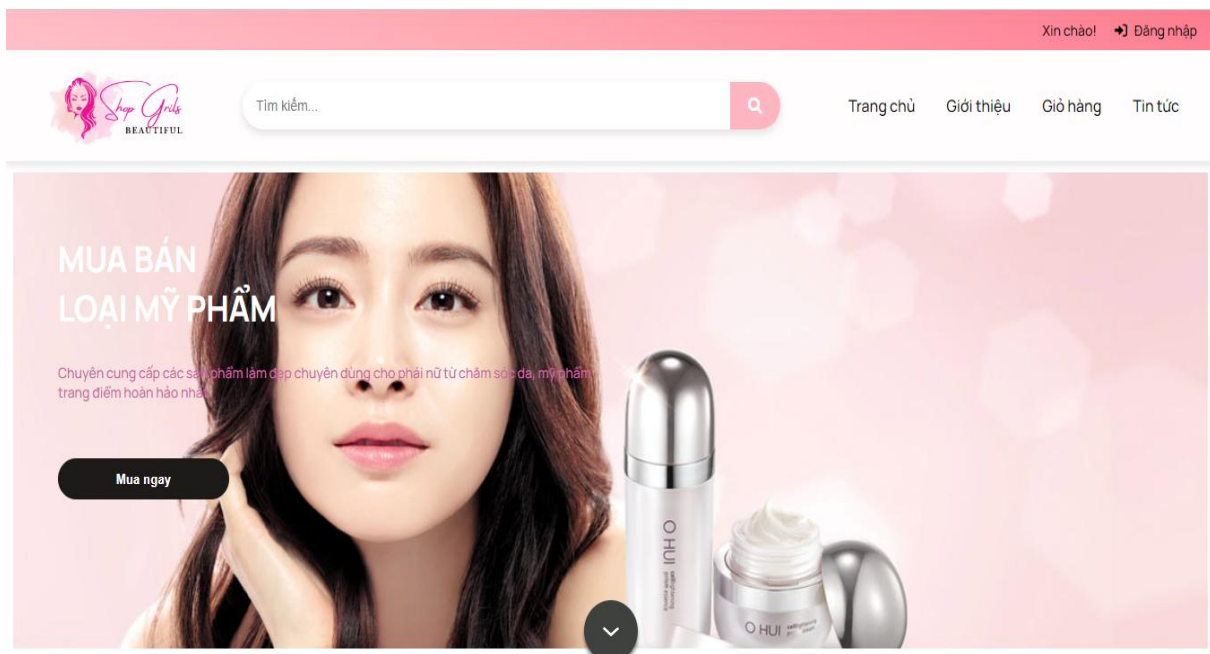 Xin chào! Đăng nhập
Shop Grils
BEAUTIFUL
Tìm kiếm...
Trang chủ Giới thiệu Giỏ hàng Tin tức
MUA BÁN
LOẠI MỸ PHẨM
Chuyên cung cấp các sản phẩm làm đẹp chuyên dùng cho phái nữ từ chăm sóc da, mỹ phẩm
trang điểm hoàn hảo nhất
Mua ngay
O HUI
O HUI